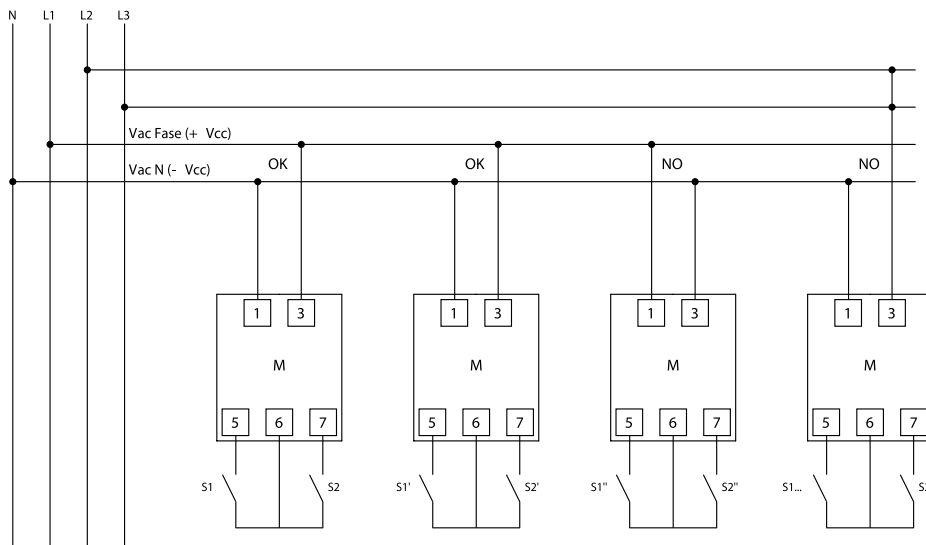 N L1 L2 L3
Vac Fase (+ Vcc)
Vac N (- Vcc) OK OK NO NO
1 3 1 3 1 3 1 3
M M M M
5 6 7 5 6 7 5 6 7 5 6 7
S1 S2 S1' S2' S1" S2" S1...